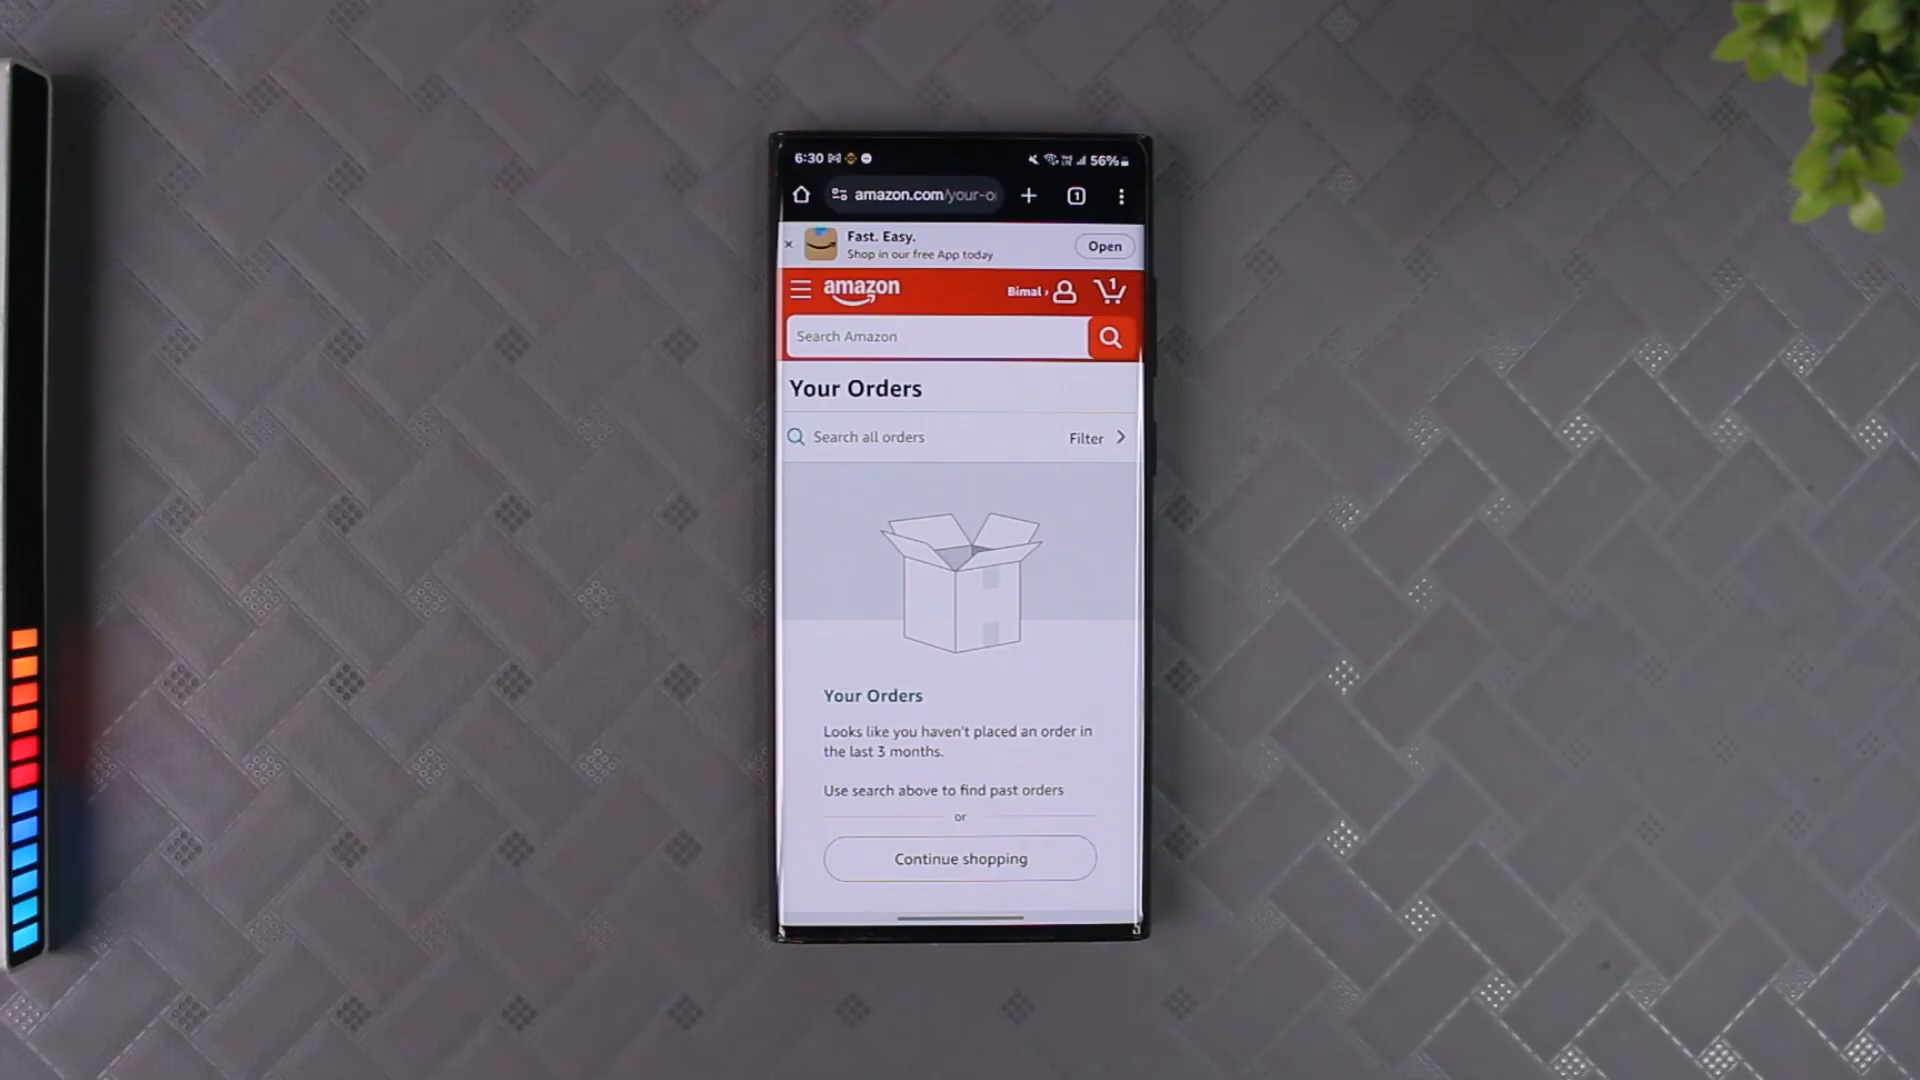 6:30
56%
amazon.com/your-o
1
Fast. Easy.
Shop in our free App today
Open
amazon
Bimal ›
1
Search Amazon
Your Orders
Search all orders
Filter
Your Orders
Looks like you haven't placed an order in
the last 3 months.
Use search above to find past orders
or
Continue shopping